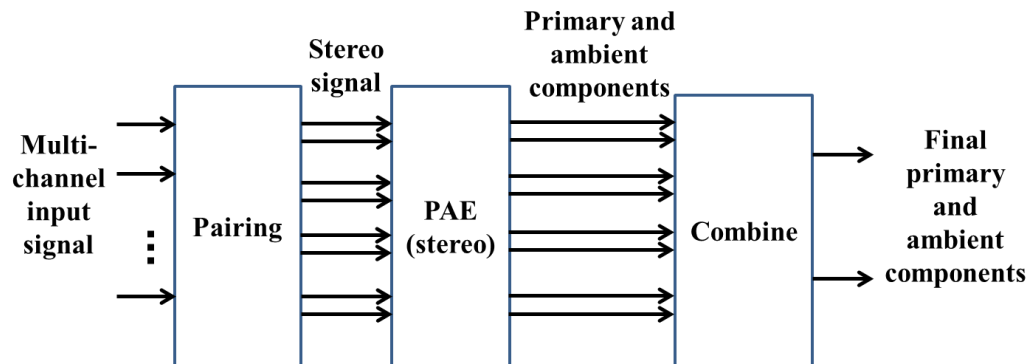 Multi-
channel
input
signal
Pairing
Stereo
signal
PAE
(stereo)
Primary and
ambient
components
Combine
Final
primary
and
ambient
components